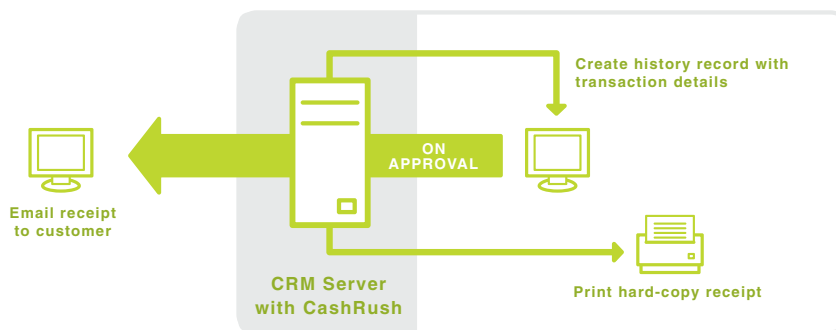 Create history record with
transaction details
ON
APPROVAL
Email receipt
to customer
CRM Server
with CashRush
Print hard-copy receipt